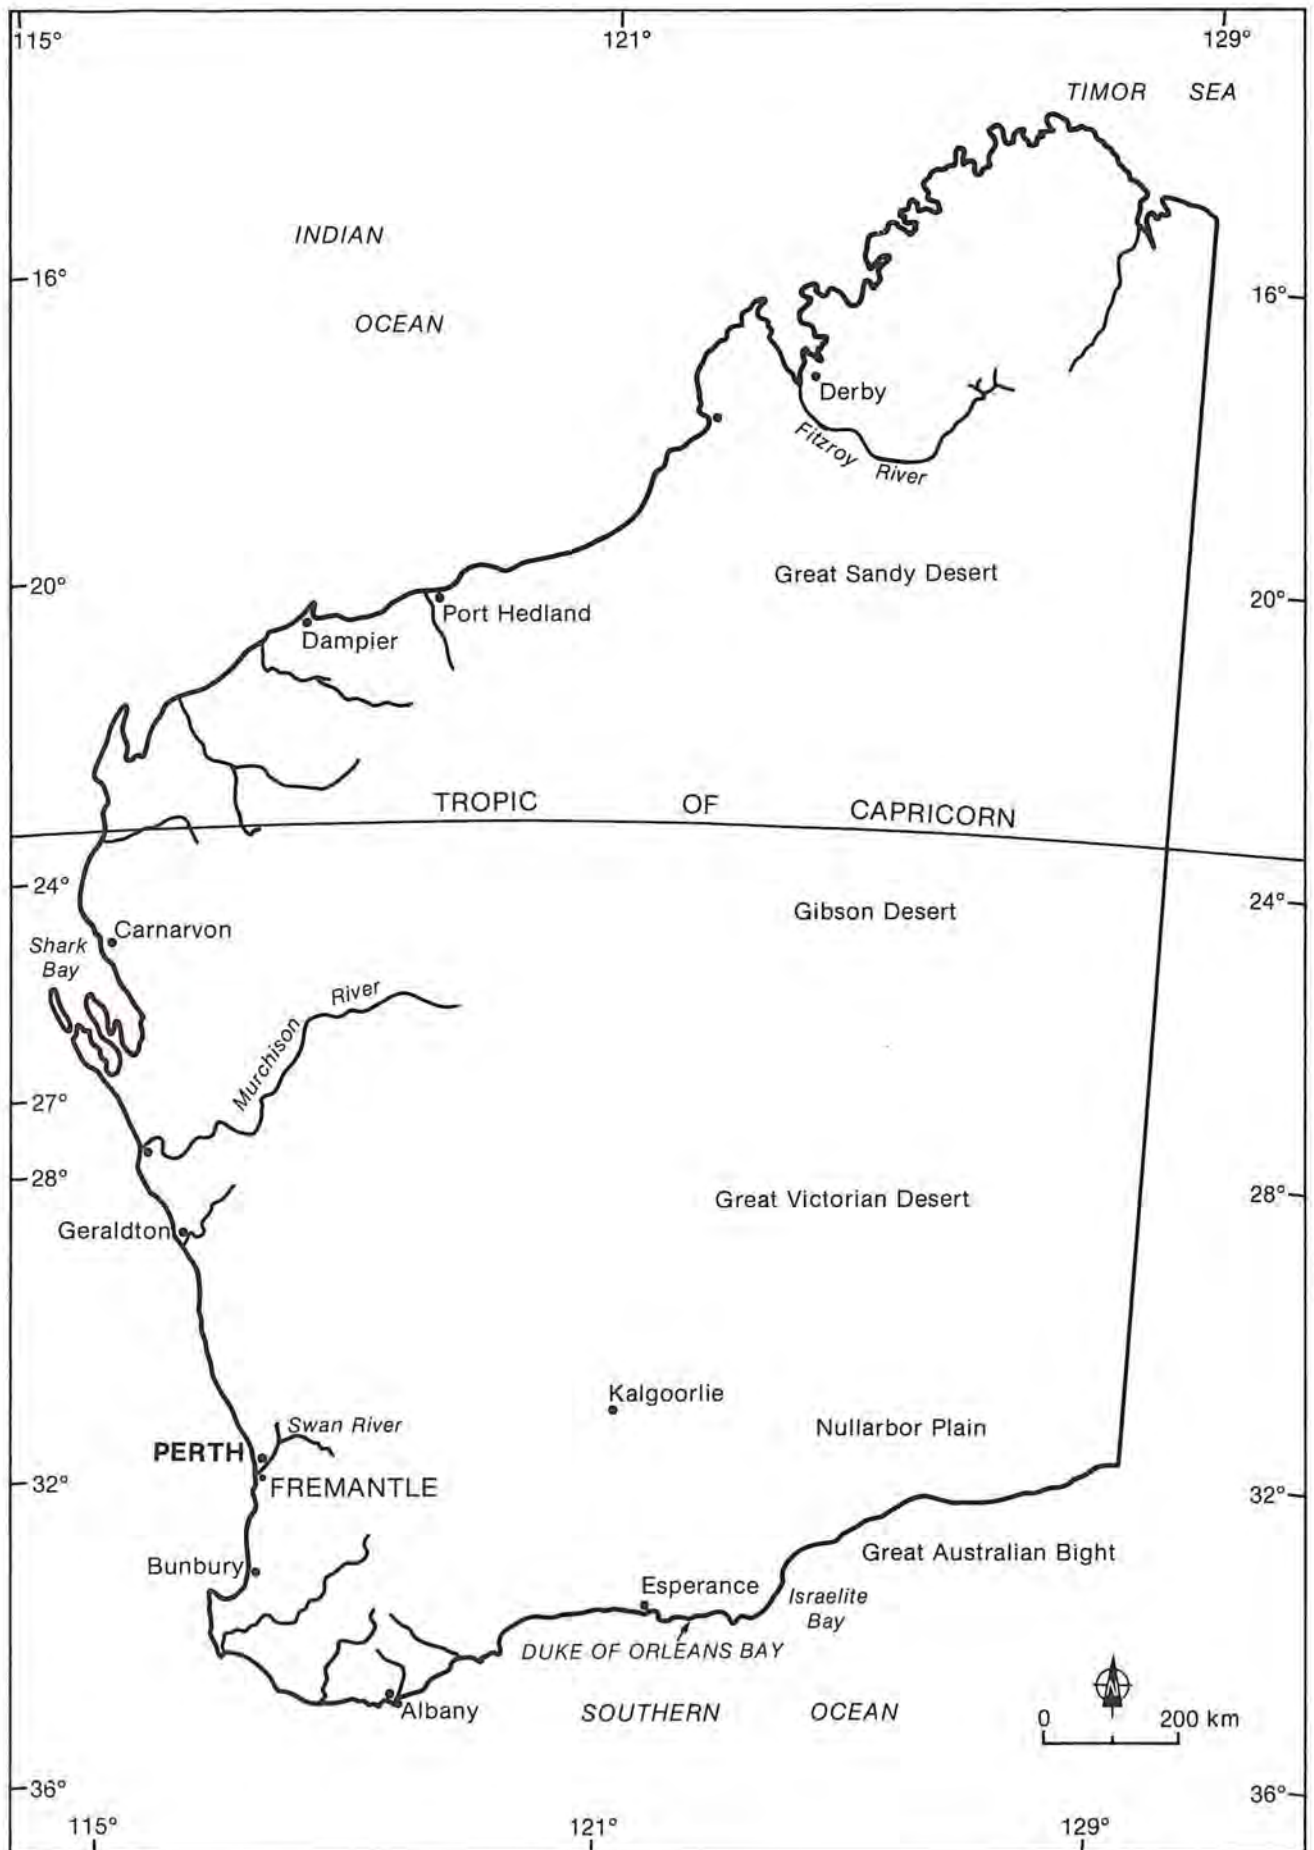 115° 121° 129°
TIMOR SEA
INDIAN
OCEAN
16° 16°
Derby
Fitzroy River
Great Sandy Desert
20° 20°
Port Hedland
Dampier
TROPIC OF CAPRICORN
24° 24°
Gibson Desert
Carnarvon
Shark
Bay
Murchison River
27°
28° 28°
Great Victorian Desert
Geraldton
Kalgoorlie
Swan River
Nullarbor Plain
PERTH
FREMANTLE
32° 32°
Great Australian Bight
Bunbury
Esperance
Israelite
Bay
DUKE OF ORLEANS BAY
N
Albany
SOUTHERN OCEAN
0 200 km
36° 36°
115° 121° 129°